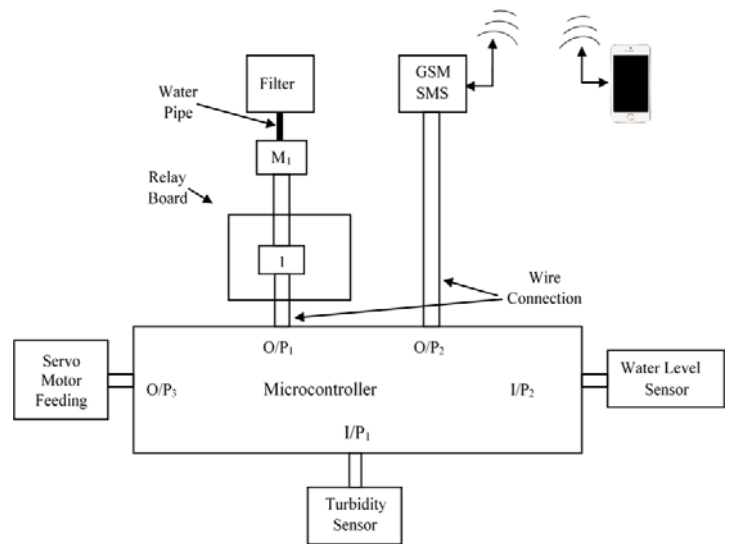 Filter
GSM
SMS
Water
Pipe
M₁
Relay
Board
1
Wire
Connection
O/P₁
O/P₂
Servo
Motor
Feeding
O/P₃
Microcontroller
I/P₂
Water Level
Sensor
I/P₁
Turbidity
Sensor